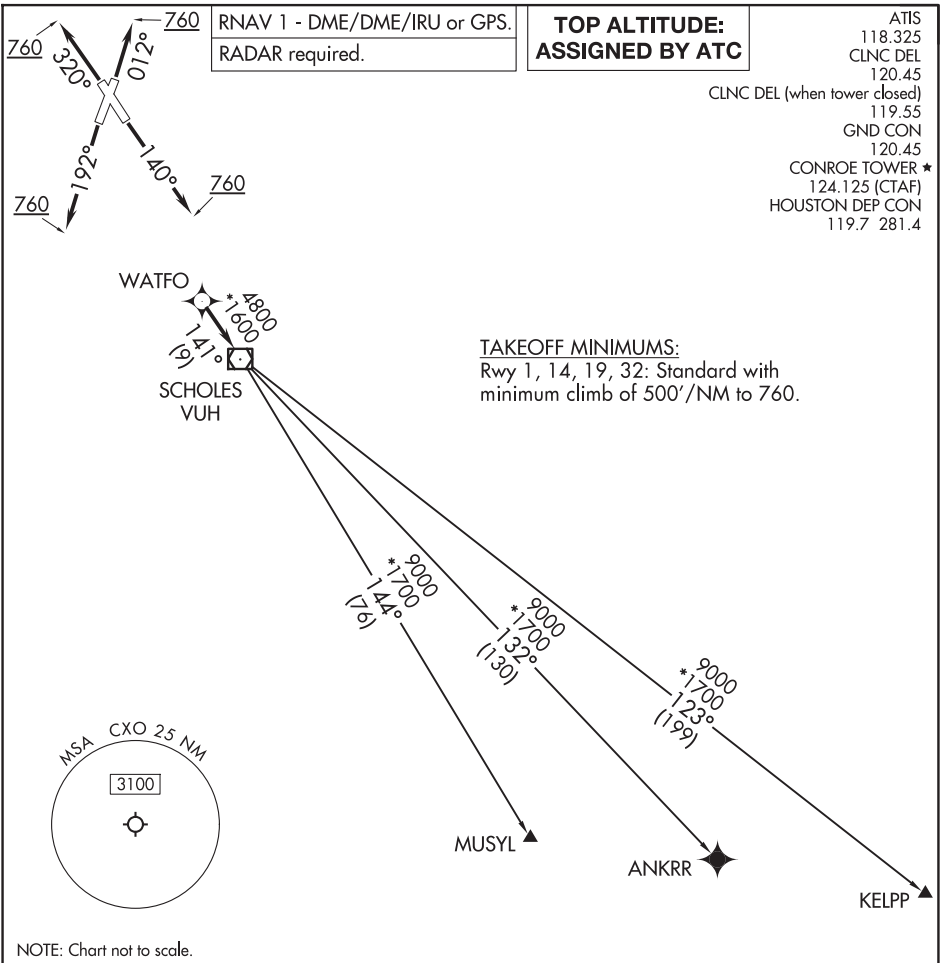 760
320°
760
012°
192°
760
140°
760
RNAV 1 - DME/DME/IRU or GPS.
RADAR required.
TOP ALTITUDE:
ASSIGNED BY ATC
ATIS
118.325
CLNC DEL
120.45
CLNC DEL (when tower closed)
119.55
GND CON
120.45
CONROE TOWER ★
124.125 (CTAF)
HOUSTON DEP CON
119.7 281.4
WATFO
4800
*1600
141°
(9)
SCHOLES
VUH
TAKEOFF MINIMUMS:
Rwy 1, 14, 19, 32: Standard with
minimum climb of 500'/NM to 760.
9000
*1700
144°
(76)
9000
*1700
132°
(130)
9000
*1700
123°
(199)
MSA CXO 25 NM
3100
MUSYL
ANKRR
KELPP
NOTE: Chart not to scale.